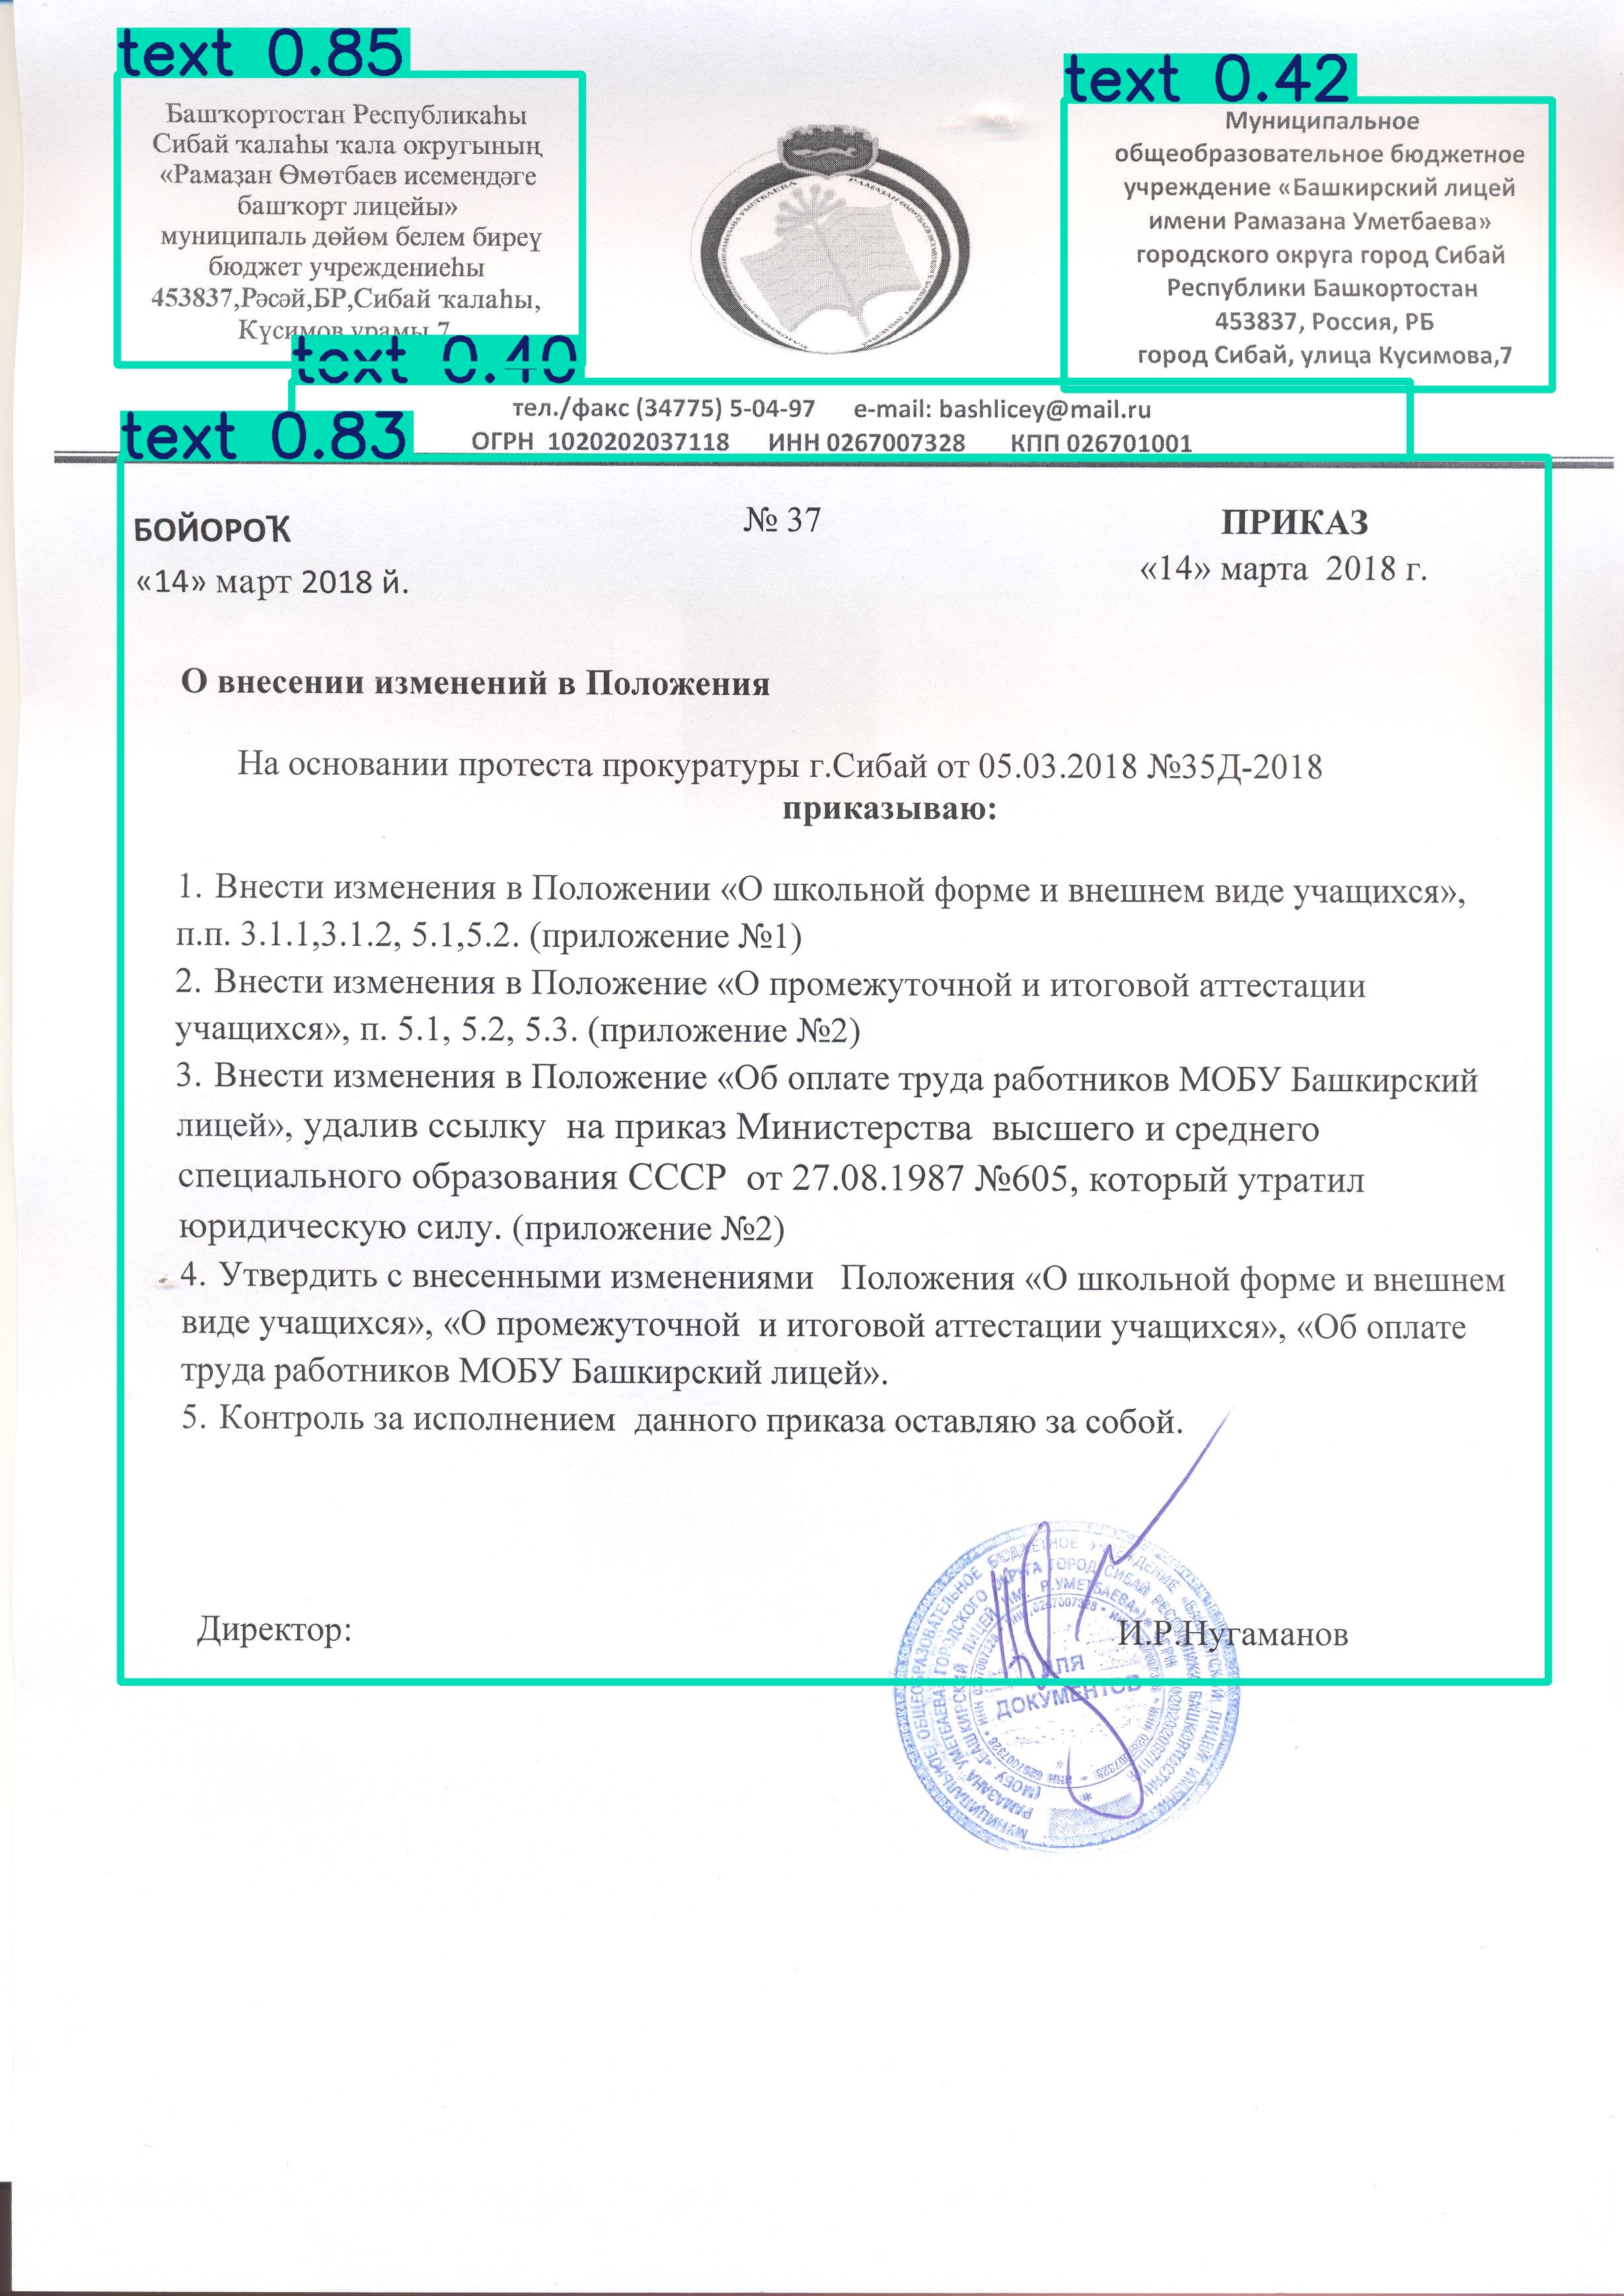 text 0.85
Башҡортостан Республикаһы
Сибай ҡалаһы ҡала округының
«Рамаҙан Өмөтбаев исемендәге
башҡорт лицейы»
муниципаль дөйөм белем биреү
бюджет учреждениеһы
453837,Рәсәй,БР,Сибай ҡалаһы,
Күсимов урамы,7
text 0.42
Муниципальное
общеобразовательное бюджетное
учреждение «Башкирский лицей
имени Рамазана Уметбаева»
городского округа город Сибай
Республики Башкортостан
453837, Россия, РБ
город Сибай, улица Кусимова,7
text 0.40
тел./факс (34775) 5-04-97 e-mail: bashlicey@mail.ru
ОГРН 1020202037118 ИНН 0267007328 КПП 026701001
text 0.83
БОЙОРОҠ № 37 ПРИКАЗ
«14» март 2018 й. «14» марта 2018 г.
О внесении изменений в Положения
На основании протеста прокуратуры г.Сибай от 05.03.2018 №35Д-2018
приказываю:
1. Внести изменения в Положении «О школьной форме и внешнем виде учащихся»,
п.п. 3.1.1,3.1.2, 5.1,5.2. (приложение №1)
2. Внести изменения в Положение «О промежуточной и итоговой аттестации
учащихся», п. 5.1, 5.2, 5.3. (приложение №2)
3. Внести изменения в Положение «Об оплате труда работников МОБУ Башкирский
лицей», удалив ссылку на приказ Министерства высшего и среднего
специального образования СССР от 27.08.1987 №605, который утратил
юридическую силу. (приложение №2)
4. Утвердить с внесенными изменениями Положения «О школьной форме и внешнем
виде учащихся», «О промежуточной и итоговой аттестации учащихся», «Об оплате
труда работников МОБУ Башкирский лицей».
5. Контроль за исполнением данного приказа оставляю за собой.
Директор: И.Р.Нугаманов
ДЛЯ
ДОКУМЕНТОВ